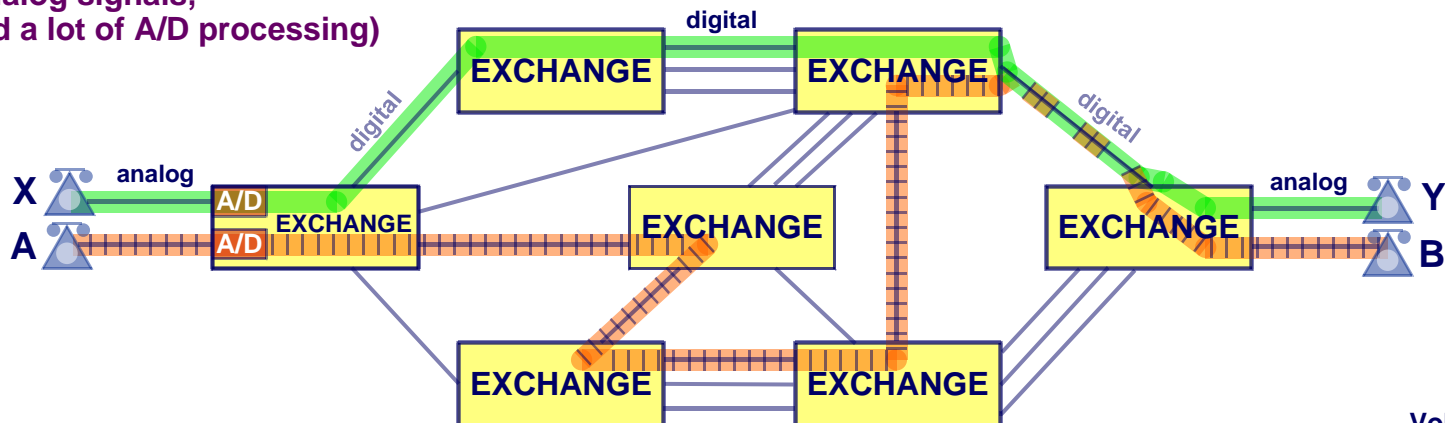 digital
d a lot of A/D processing)
EXCHANGE
EXCHANGE
digital
digital
X
analog
A/D
EXCHANGE
A
A/D
EXCHANGE
EXCHANGE
analog
Y
B
EXCHANGE
EXCHANGE